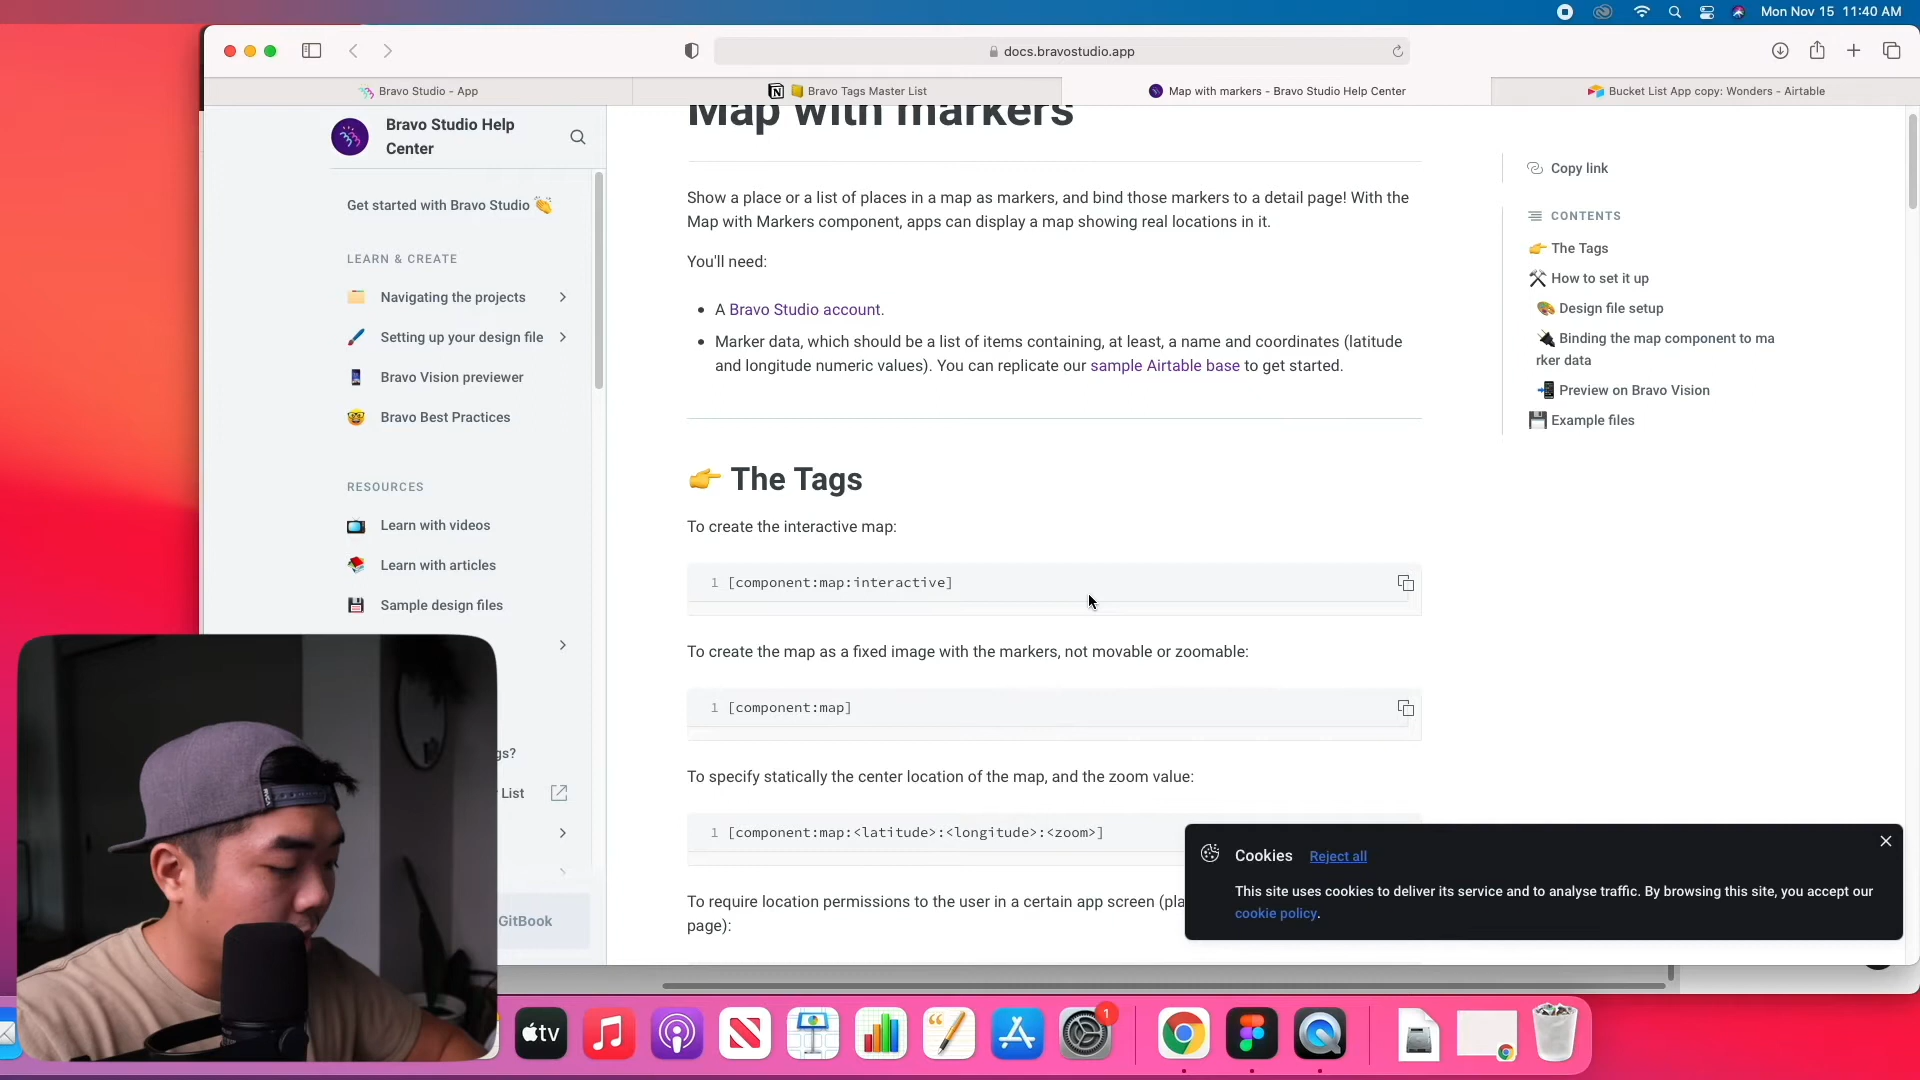 Mon Nov 15 11:40 AM
docs.bravostudio.app
Bravo Studio - App
Bravo Tags Master List
Map with markers - Bravo Studio Help Center
Bucket List App copy: Wonders - Airtable
Bravo Studio Help
Center
Get started with Bravo Studio 👏
LEARN & CREATE
Navigating the projects
Setting up your design file
Bravo Vision previewer
Bravo Best Practices
RESOURCES
Learn with videos
Learn with articles
Sample design files
gs?
List
GitBook
Map with markers
Show a place or a list of places in a map as markers, and bind those markers to a detail page! With the
Map with Markers component, apps can display a map showing real locations in it.
You'll need:
• A Bravo Studio account.
• Marker data, which should be a list of items containing, at least, a name and coordinates (latitude
and longitude numeric values). You can replicate our sample Airtable base to get started.
👉 The Tags
To create the interactive map:
1 [component:map:interactive]
To create the map as a fixed image with the markers, not movable or zoomable:
1 [component:map]
To specify statically the center location of the map, and the zoom value:
1 [component:map:<latitude>:<longitude>:<zoom>]
To require location permissions to the user in a certain app screen
page):
Copy link
CONTENTS
👉 The Tags
⚒️ How to set it up
🎨 Design file setup
🔌 Binding the map component to ma
rker data
📲 Preview on Bravo Vision
💾 Example files
Cookies Reject all
This site uses cookies to deliver its service and to analyse traffic. By browsing this site, you accept our
cookie policy.
tv
1